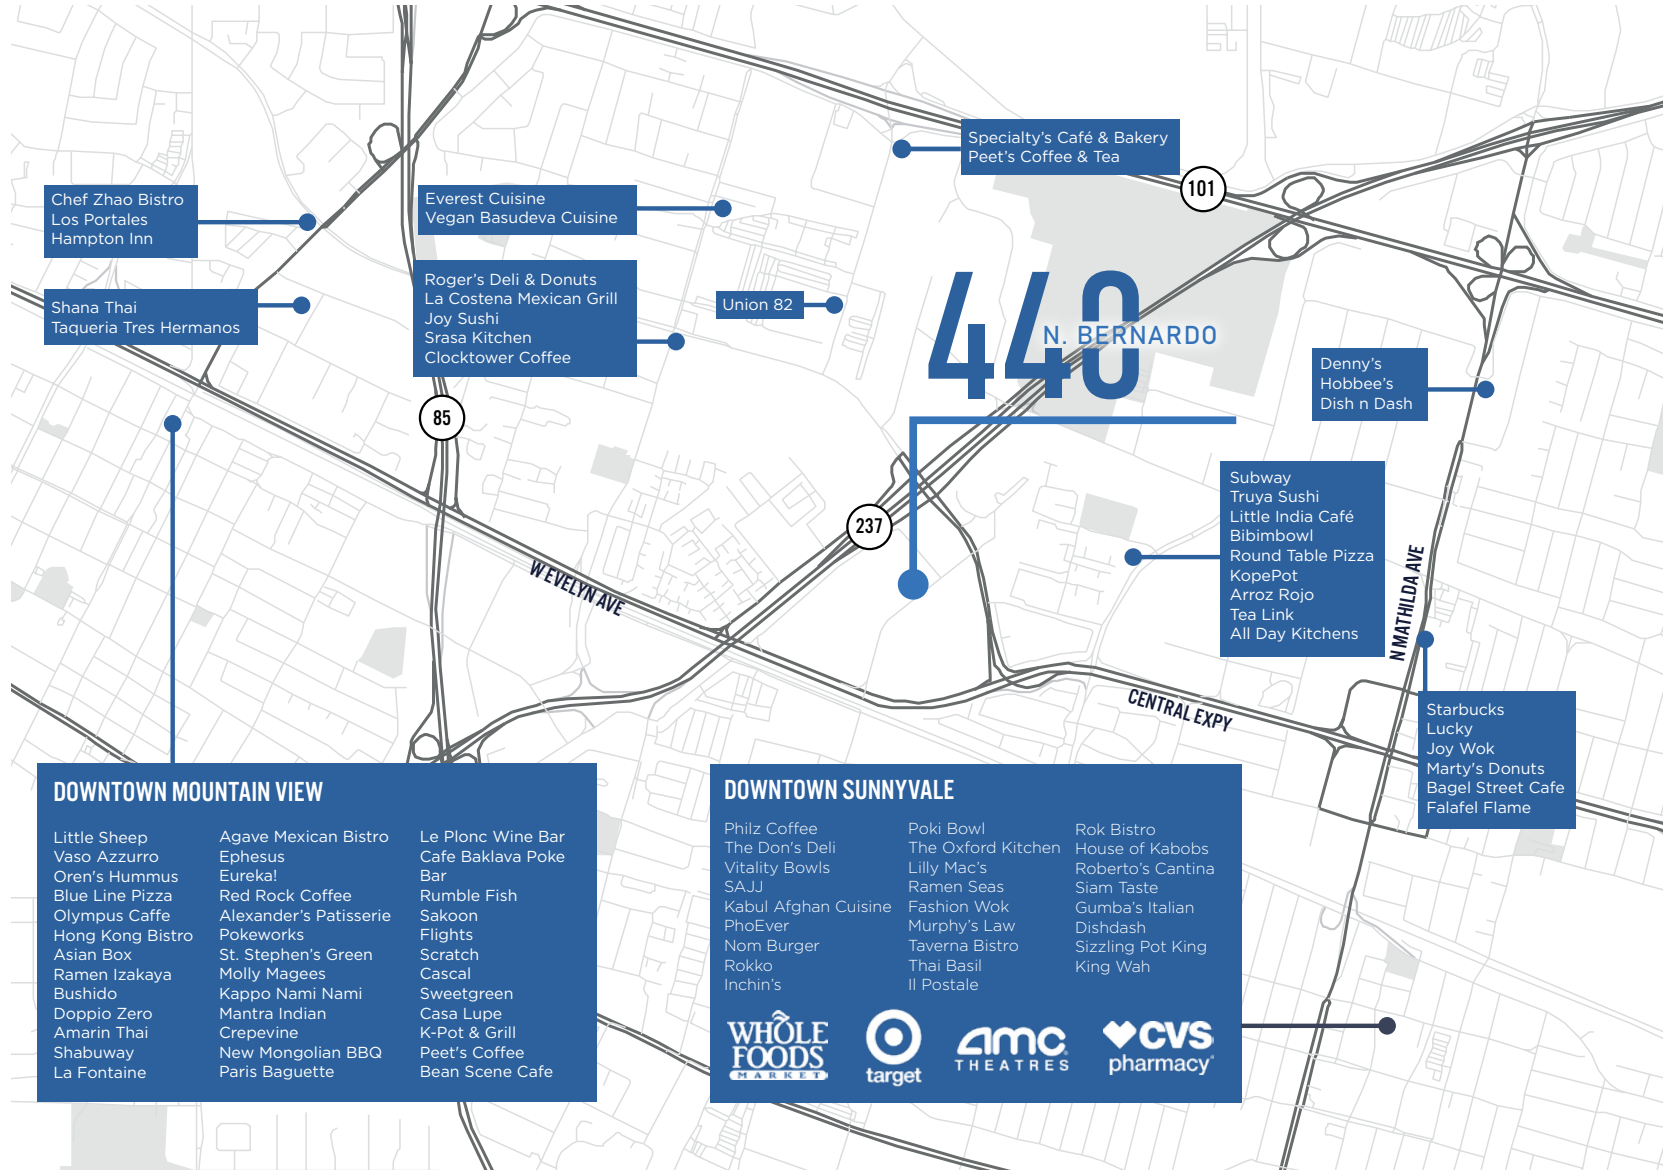 Specialty's Café & Bakery
Peet's Coffee & Tea
101
Chef Zhao Bistro
Los Portales
Hampton Inn
Everest Cuisine
Vegan Basudeva Cuisine
Shana Thai
Taqueria Tres Hermanos
Roger's Deli & Donuts
La Costena Mexican Grill
Joy Sushi
Srasa Kitchen
Clocktower Coffee
Union 82
440
N. BERNARDO
Denny's
Hobbee's
Dish n Dash
85
237
Subway
Truya Sushi
Little India Café
Bibimbowl
Round Table Pizza
KopePot
Arroz Rojo
Tea Link
All Day Kitchens
W EVELYN AVE
N MATHILDA AVE
CENTRAL EXPY
Starbucks
Lucky
Joy Wok
Marty's Donuts
Bagel Street Cafe
Falafel Flame
DOWNTOWN MOUNTAIN VIEW
Little Sheep
Vaso Azzurro
Oren's Hummus
Blue Line Pizza
Olympus Caffe
Hong Kong Bistro
Asian Box
Ramen Izakaya
Bushido
Doppio Zero
Amarin Thai
Shabuway
La Fontaine
Agave Mexican Bistro
Ephesus
Eureka!
Red Rock Coffee
Alexander's Patisserie
Pokeworks
St. Stephen's Green
Molly Magees
Kappo Nami Nami
Mantra Indian
Crepevine
New Mongolian BBQ
Paris Baguette
Le Plonc Wine Bar
Cafe Baklava Poke
Bar
Rumble Fish
Sakoon
Flights
Scratch
Cascal
Sweetgreen
Casa Lupe
K-Pot & Grill
Peet's Coffee
Bean Scene Cafe
DOWNTOWN SUNNYVALE
Philz Coffee
The Don's Deli
Vitality Bowls
SAJJ
Kabul Afghan Cuisine
PhoEver
Nom Burger
Rokko
Inchin's
Poki Bowl
The Oxford Kitchen
Lilly Mac's
Ramen Seas
Fashion Wok
Murphy's Law
Taverna Bistro
Thai Basil
Il Postale
Rok Bistro
House of Kabobs
Roberto's Cantina
Siam Taste
Gumba's Italian
Dishdash
Sizzling Pot King
King Wah
WHOLE
FOODS
MARKET
target
amc
THEATRES
CVS
pharmacy